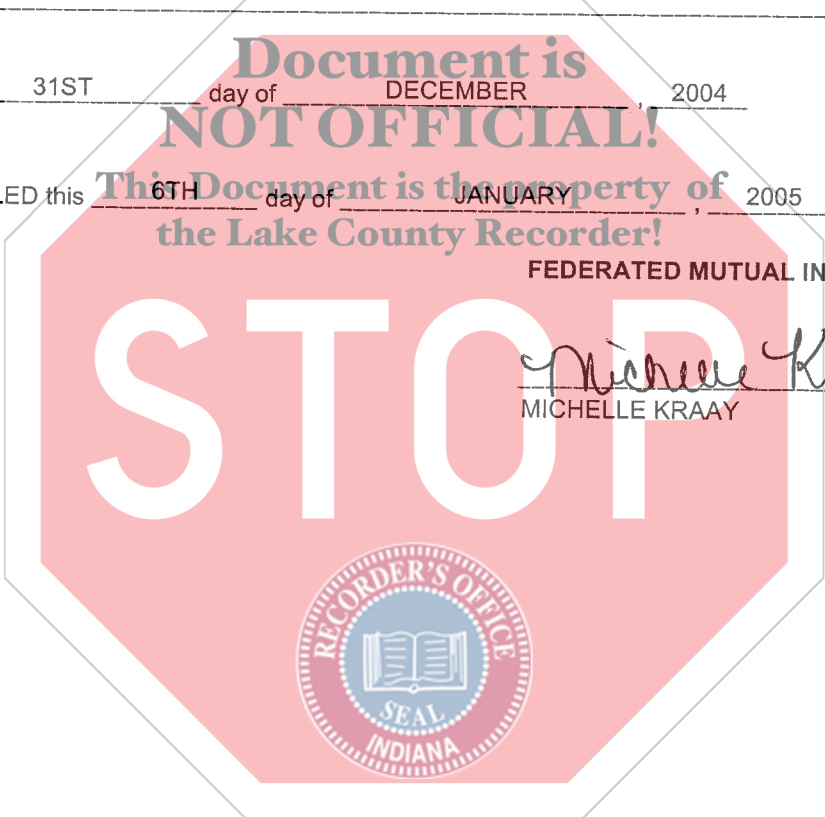 Document is
31ST day of DECEMBER , 2004
NOT OFFICIAL!
This Document is the property of
LED this 6TH day of JANUARY , 2005
the Lake County Recorder!
FEDERATED MUTUAL IN
STOP
Michelle K
MICHELLE KRAAY
RECORDER'S OFFICE
SEAL
INDIANA